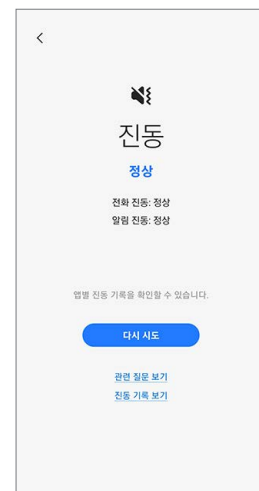 진동
정상
전화 진동: 정상
알림 진동: 정상
앱별 진동 기록을 확인할 수 있습니다.
다시 시도
관련 질문 보기
진동 기록 보기